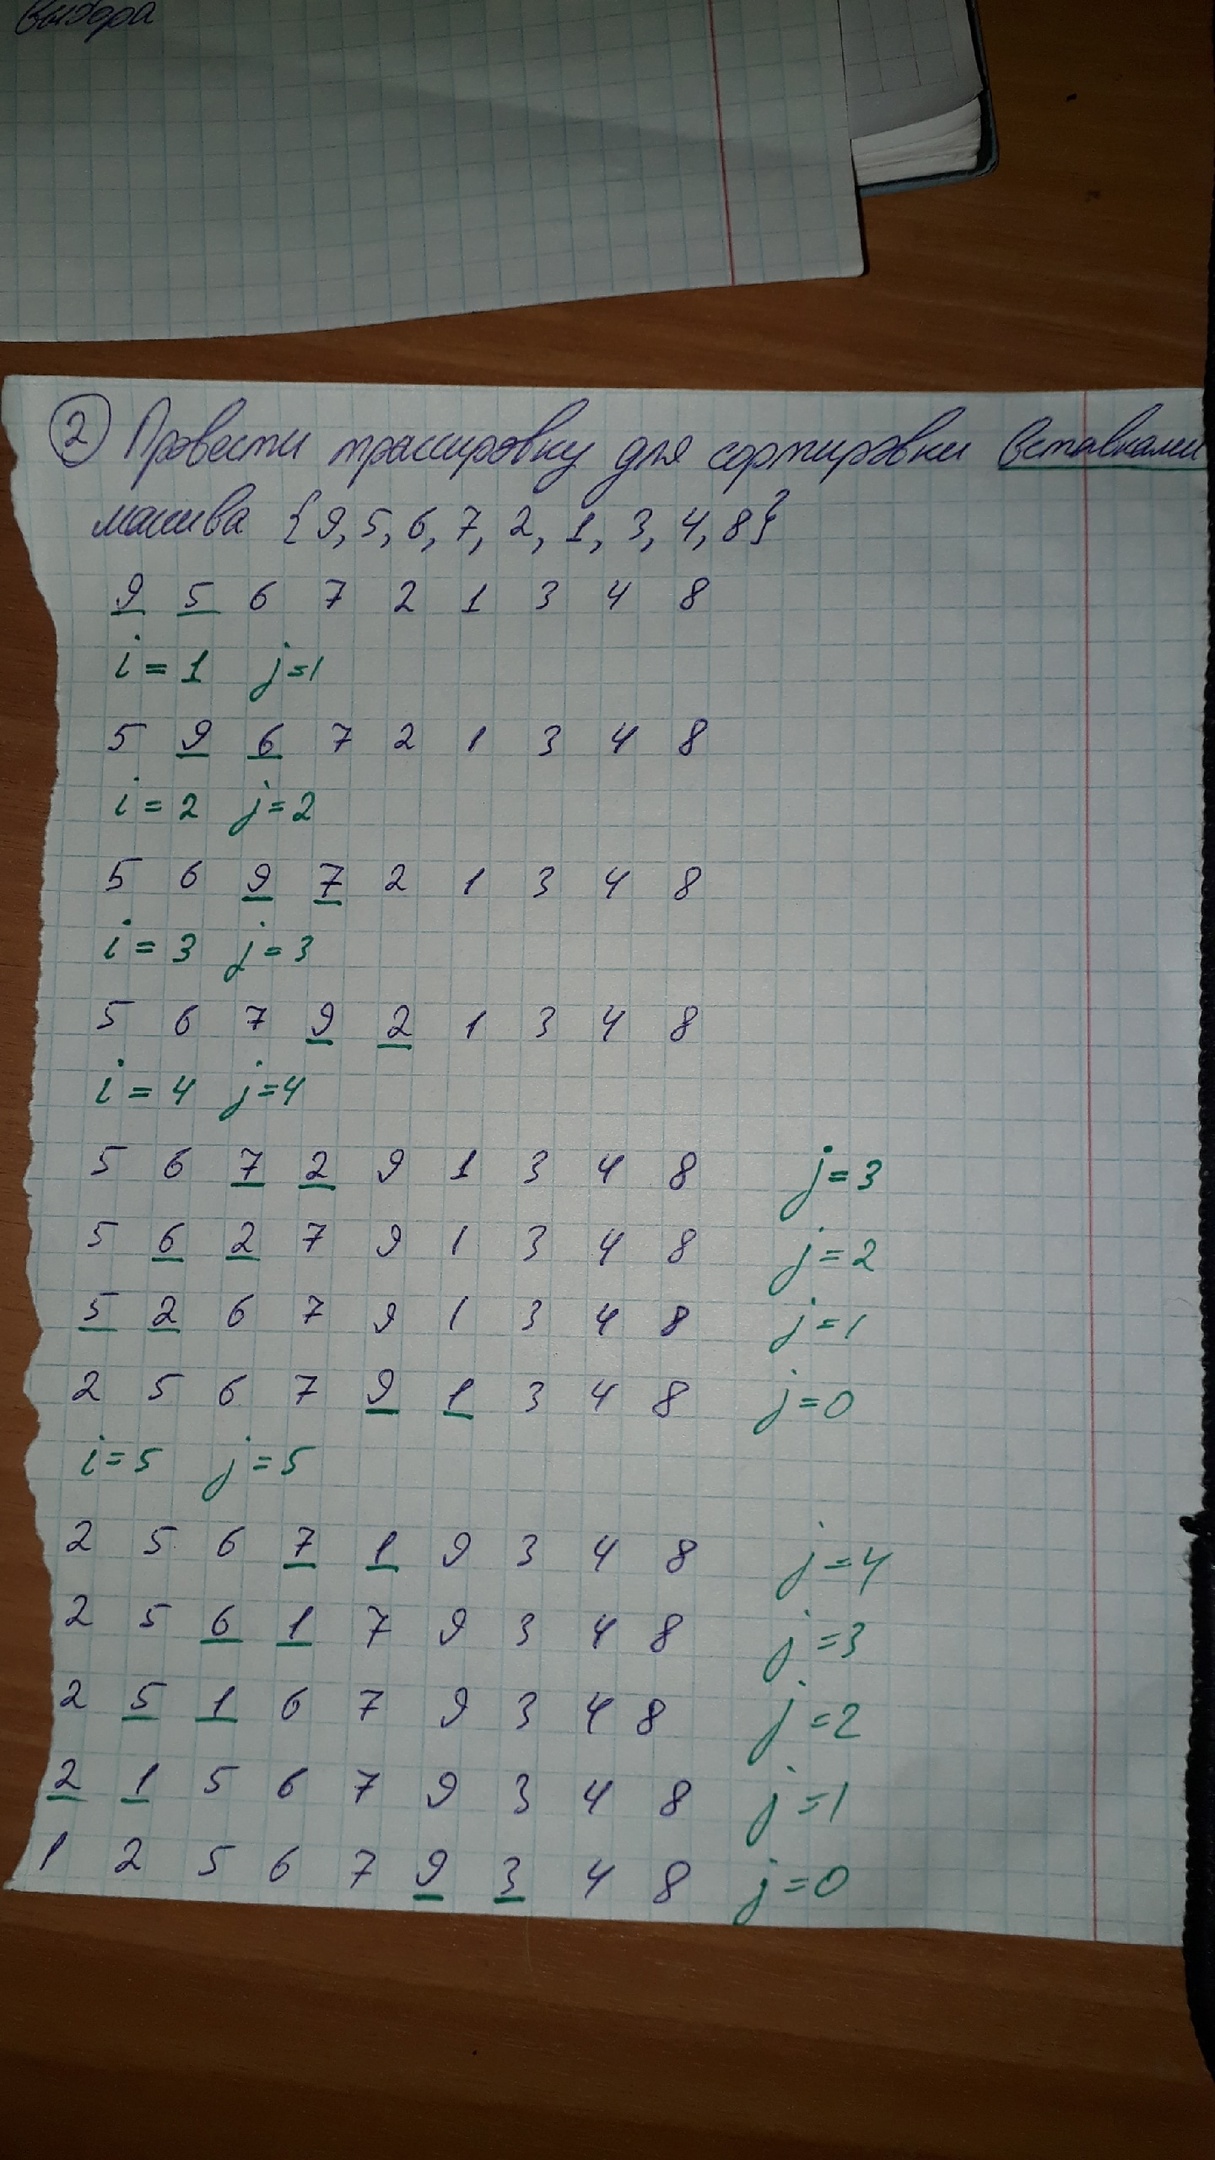 выбора
2 Провести трассировку для сортировки вставками
массива {9, 5, 6, 7, 2, 1, 3, 4, 8}
9 5 6 7 2 1 3 4 8
i = 1 j = 1
5 9 6 7 2 1 3 4 8
i = 2 j = 2
5 6 9 7 2 1 3 4 8
i = 3 j = 3
5 6 7 9 2 1 3 4 8
i = 4 j = 4
5 6 7 2 9 1 3 4 8 j = 3
5 6 2 7 9 1 3 4 8 j = 2
5 2 6 7 9 1 3 4 8 j = 1
2 5 6 7 9 1 3 4 8 j = 0
i = 5 j = 5
2 5 6 7 1 9 3 4 8 j = 4
2 5 6 1 7 9 3 4 8 j = 3
2 5 1 6 7 9 3 4 8 j = 2
2 1 5 6 7 9 3 4 8 j = 1
1 2 5 6 7 9 3 4 8 j = 0